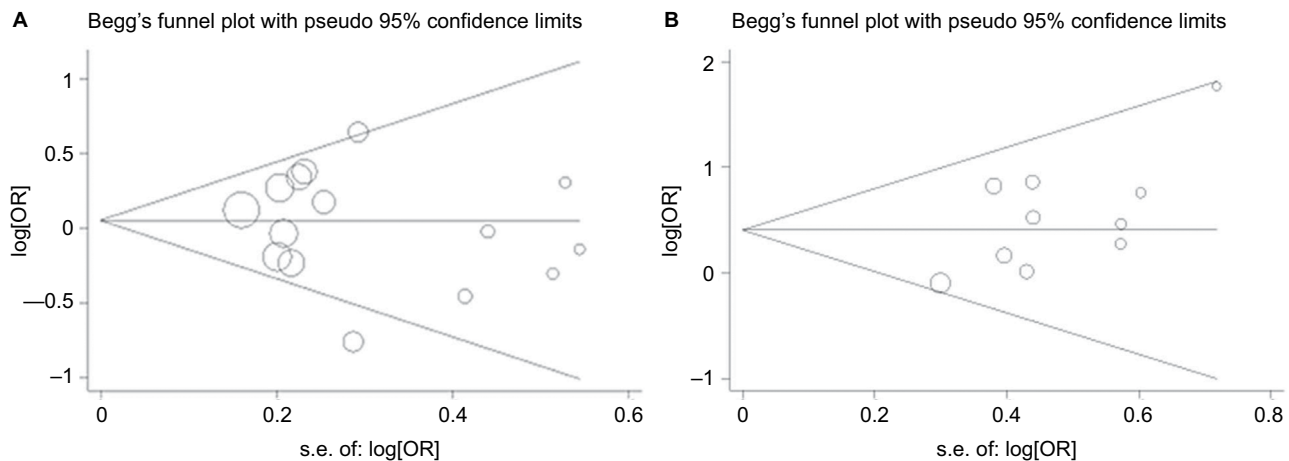 A Begg's funnel plot with pseudo 95% confidence limits
1
0.5
0
—0.5
–1
log[OR]
0 0.2 0.4 0.6
s.e. of: log[OR]
B Begg's funnel plot with pseudo 95% confidence limits
2
1
0
–1
log[OR]
0 0.2 0.4 0.6 0.8
s.e. of: log[OR]